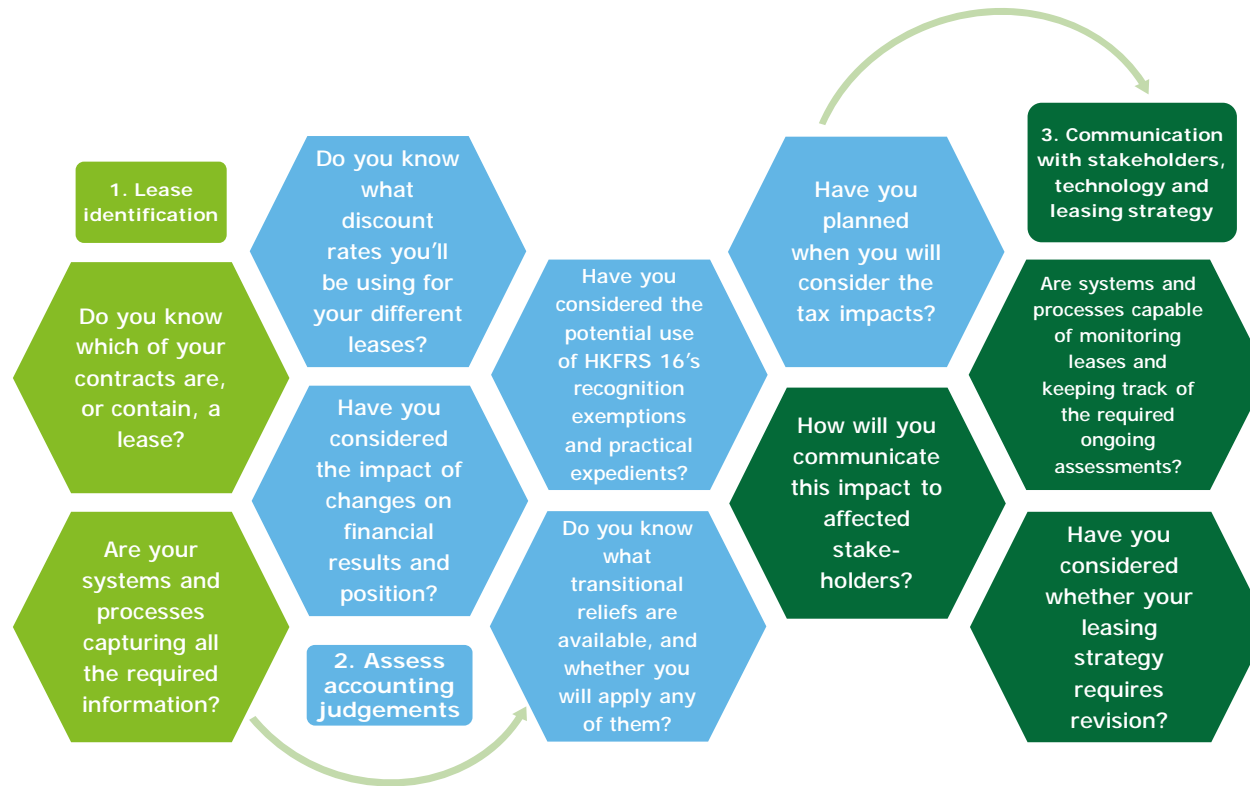 1. Lease
identification
Do you know
which of your
contracts are,
or contain, a
lease?
Are your
systems and
processes
capturing all
the required
information?
Do you know
what
discount
rates you'll
be using for
your different
leases?
Have you
considered
the impact of
changes on
financial
results and
position?
2. Assess
accounting
judgements
Have you
considered the
potential use
of HKFRS 16's
recognition
exemptions
and practical
expedients?
Do you know
what
transitional
reliefs are
available, and
whether you
will apply any
of them?
Have you
planned
when you will
consider the
tax impacts?
How will you
communicate
this impact to
affected
stake-
holders?
3. Communication
with stakeholders,
technology and
leasing strategy
Are systems and
processes capable
of monitoring
leases and
keeping track of
the required
ongoing
assessments?
Have you
considered
whether your
leasing
strategy
requires
revision?